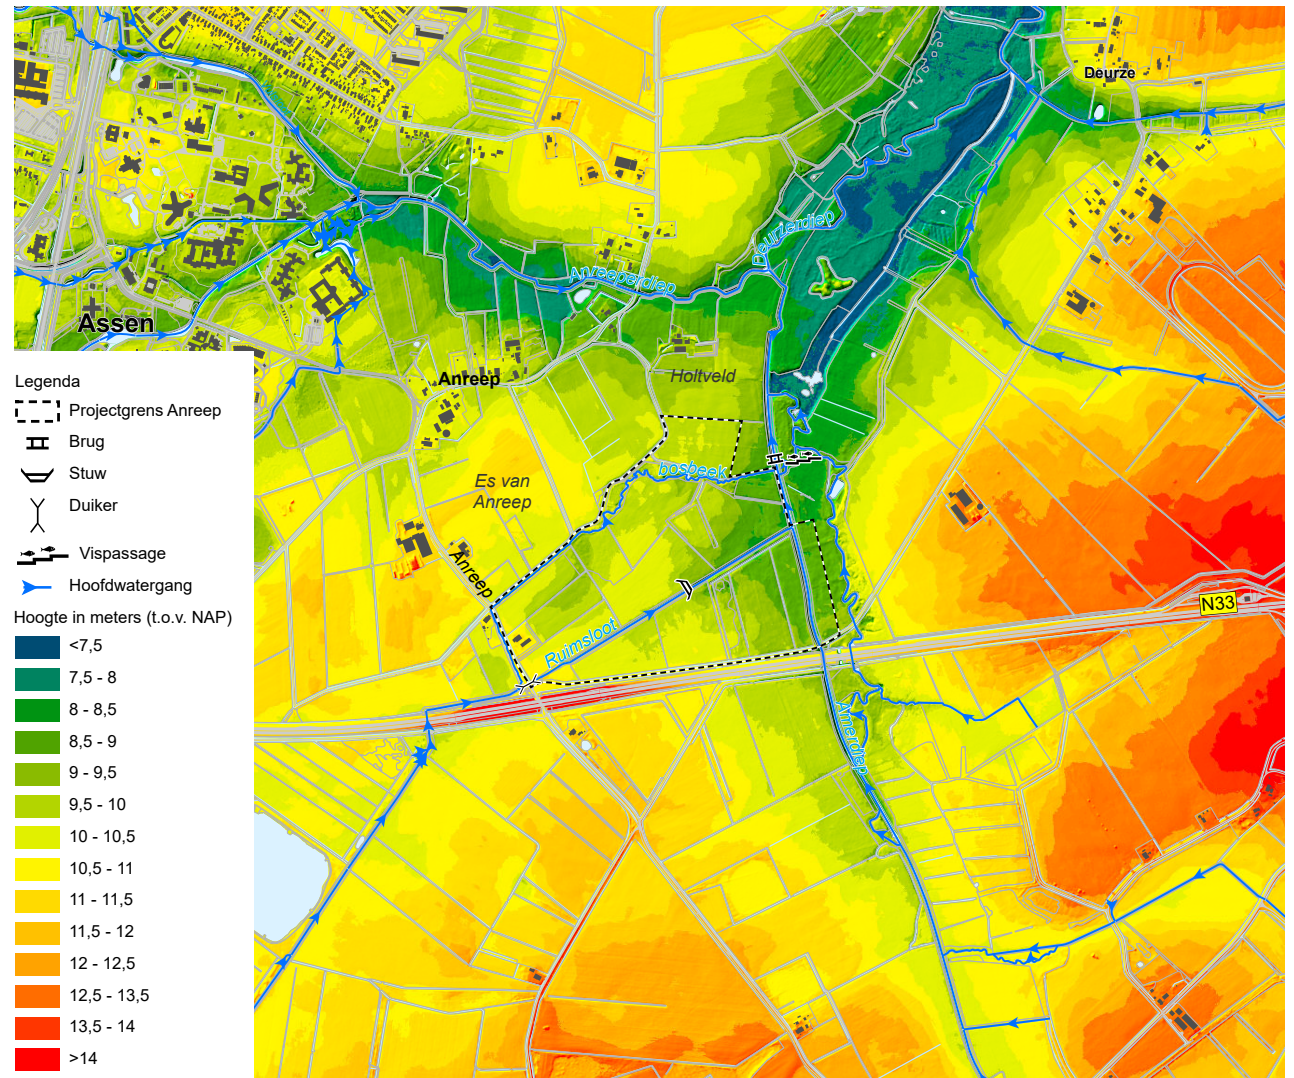 Deurze
Deurzerdiep
Anreeperdiep
Assen
Anreep
Holtveld
bosbeek
Es van
Anreep
Anreep
Ruimsloot
N33
Amerdiep
Legenda
Projectgrens Anreep
Brug
Stuw
Duiker
Vispassage
Hoofdwatergang
Hoogte in meters (t.o.v. NAP)
<7,5
7,5 - 8
8 - 8,5
8,5 - 9
9 - 9,5
9,5 - 10
10 - 10,5
10,5 - 11
11 - 11,5
11,5 - 12
12 - 12,5
12,5 - 13,5
13,5 - 14
>14